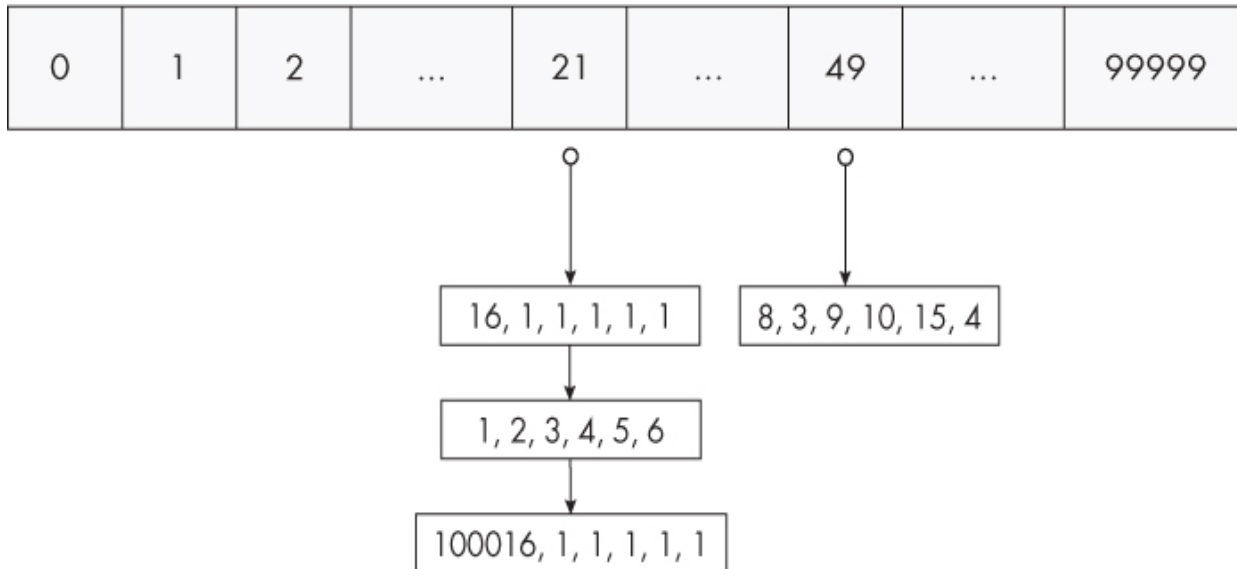 0 1 2 ... 21 ... 49 ... 99999
16, 1, 1, 1, 1, 1 8, 3, 9, 10, 15, 4
1, 2, 3, 4, 5, 6
100016, 1, 1, 1, 1, 1